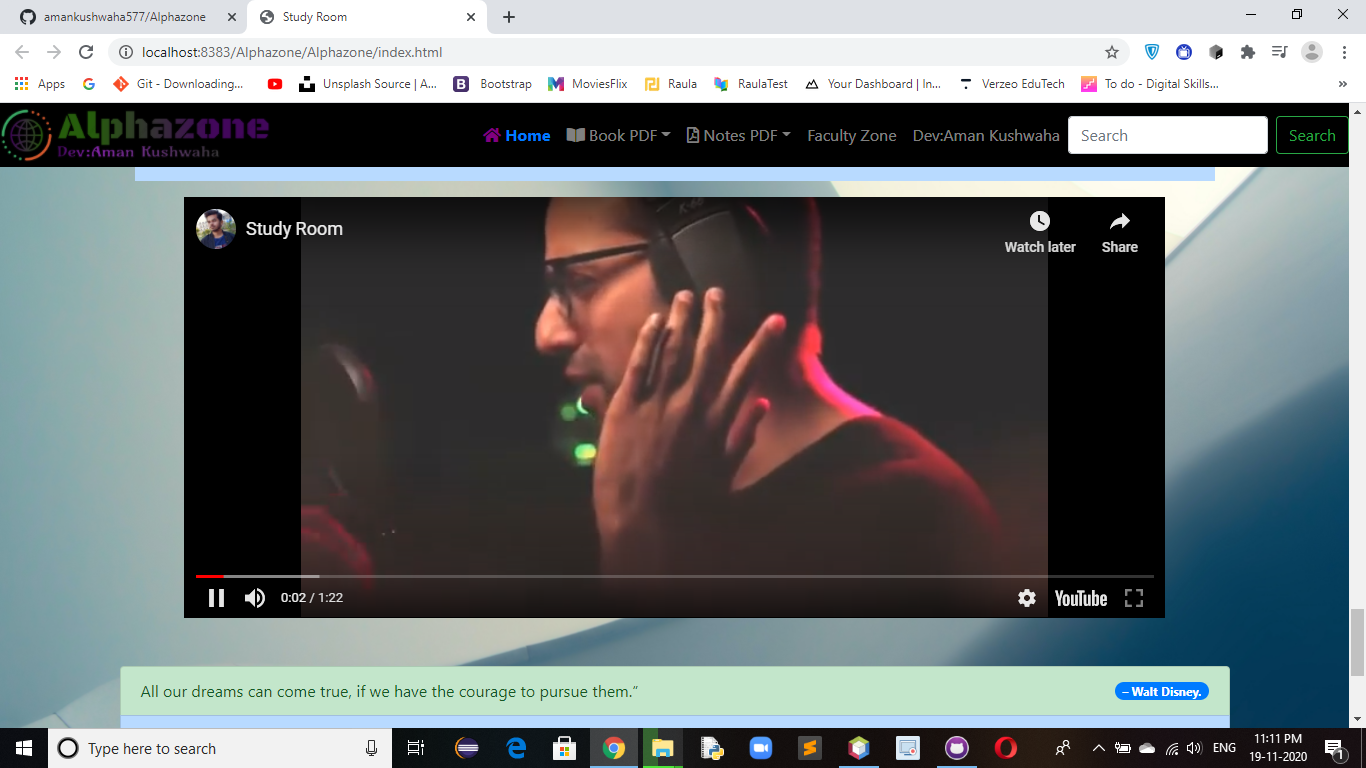 amankushwaha577/Alphazone
Study Room
localhost:8383/Alphazone/Alphazone/index.html
Apps
Git - Downloading...
Unsplash Source | A...
Bootstrap
MoviesFlix
Raula
RaulaTest
Your Dashboard | In...
Verzeo EduTech
To do - Digital Skills...
»
Alphazone
Dev:Aman Kushwaha
Home
Book PDF
Notes PDF
Faculty Zone
Dev:Aman Kushwaha
Search
Search
Study Room
Watch later
Share
K-66
0:02 / 1:22
YouTube
All our dreams can come true, if we have the courage to pursue them.”
– Walt Disney.
Type here to search
ENG
11:11 PM
19-11-2020
1